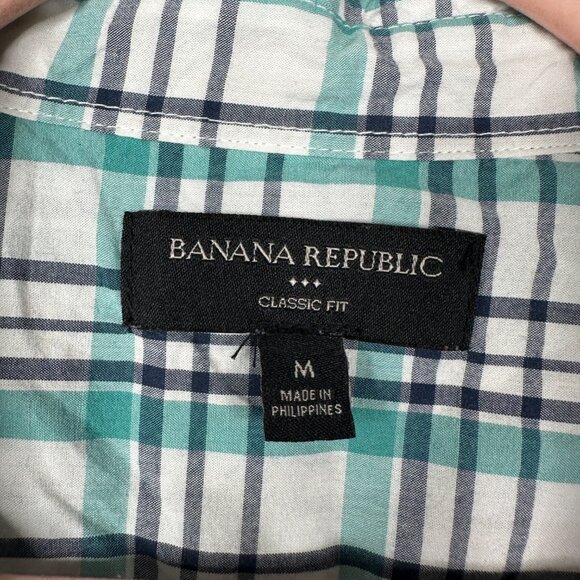 BANANA REPUBLIC
CLASSIC FIT
M
MADE IN
PHILIPPINES